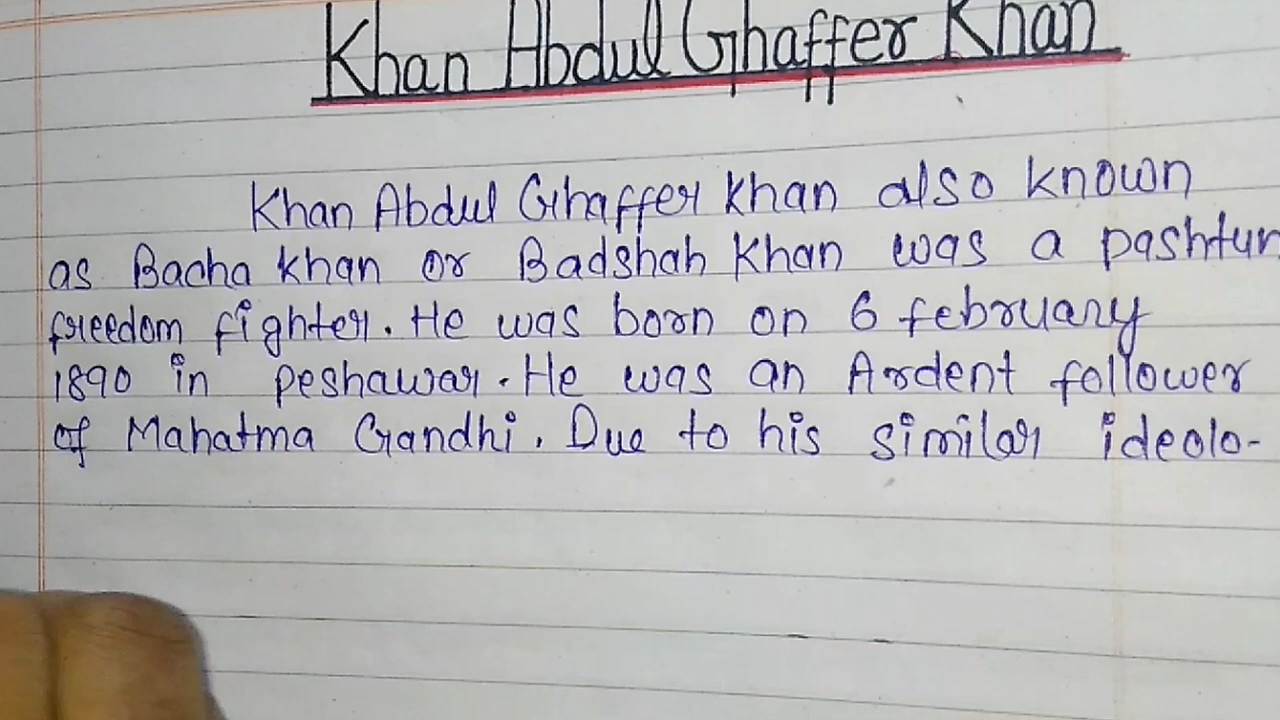 Khan Abdul Ghaffer Khan
Khan Abdul Ghaffer Khan also known
as Bacha Khan or Badshah Khan was a pashtun
freedom fighter. He was born on 6 february
1890 in peshawar. He was an Ardent follower
of Mahatma Gandhi. Due to his similar ideolo-